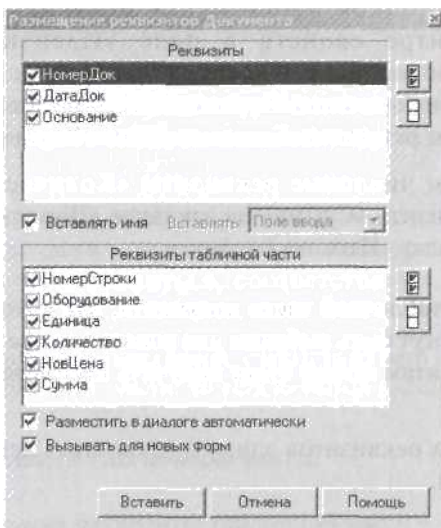 Размещение реквизитов Документа
Реквизиты
НомерДок
ДатаДок
Основание
Вставлять имя Вставлять: Поле ввода
Реквизиты табличной части
НомерСтроки
Оборудование
Единица
Количество
НовЦена
Сумма
Разместить в диалоге автоматически
Вызывать для новых форм
Вставить Отмена Помощь